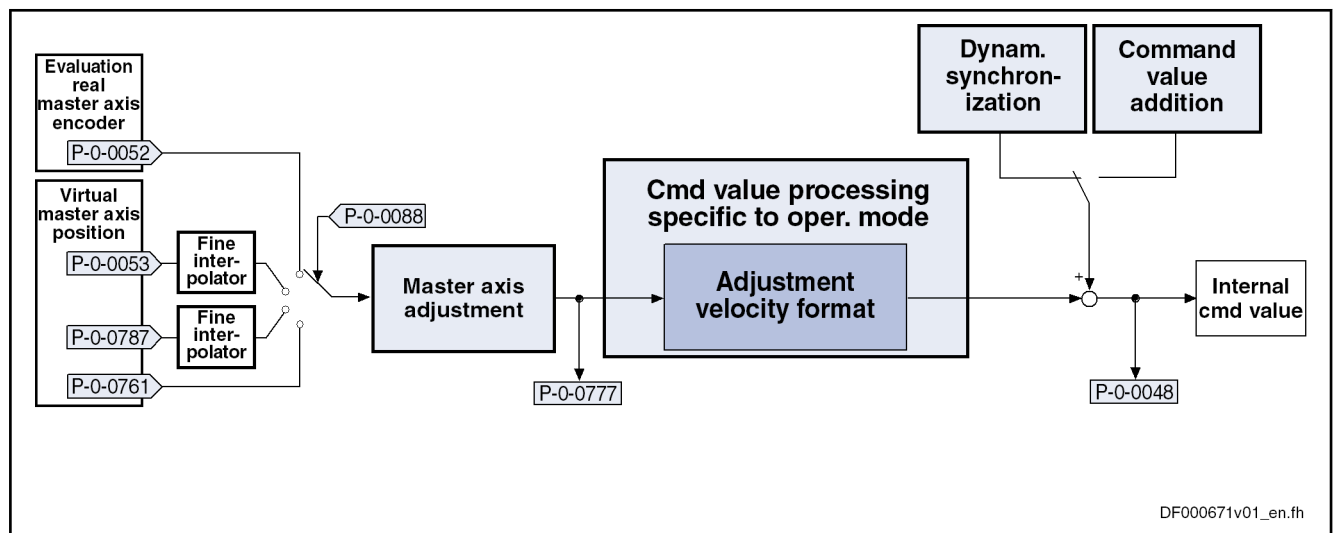 Evaluation
real
master axis
encoder
P-0-0052
Virtual
master axis
position
P-0-0053
P-0-0787
P-0-0761
Fine
inter-
polator
Fine
inter-
polator
P-0-0088
Master axis
adjustment
P-0-0777
Cmd value processing
specific to oper. mode
Adjustment
velocity format
Dynam.
synchron-
ization
Command
value
addition
+
P-0-0048
Internal
cmd value
DF000671v01_en.fh